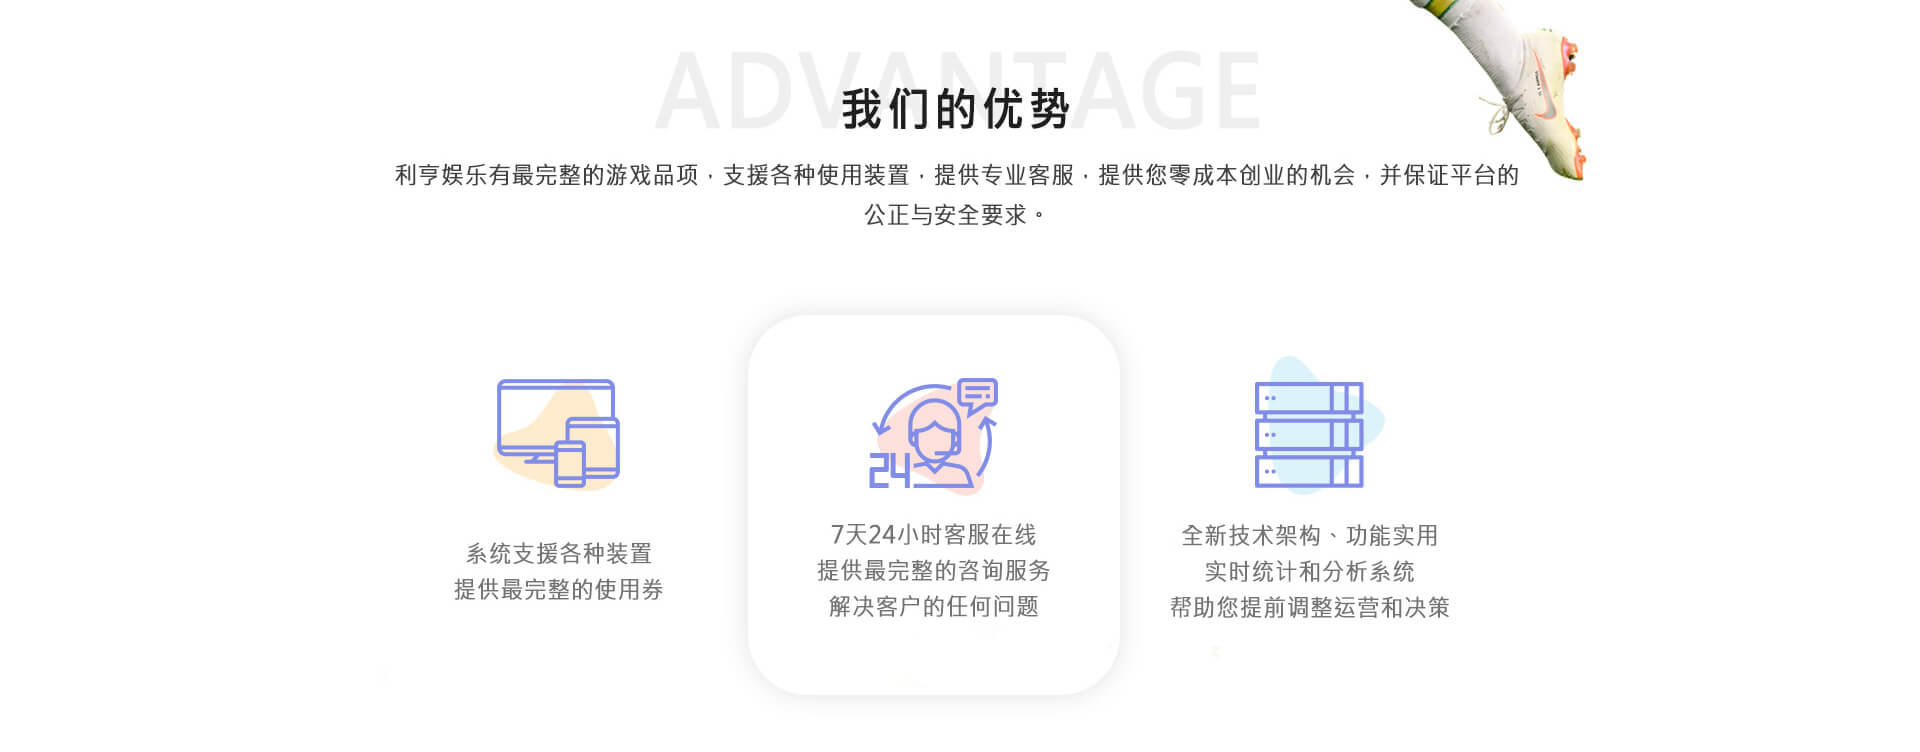 ADVANTAGE
我们的优势
利亨娱乐有最完整的游戏品项，支援各种使用装置，提供专业客服，提供您零成本创业的机会，并保证平台的
公正与安全要求。
24
系统支援各种装置
提供最完整的使用券
7天24小时客服在线
提供最完整的咨询服务
解决客户的任何问题
全新技术架构、功能实用
实时统计和分析系统
帮助您提前调整运营和决策